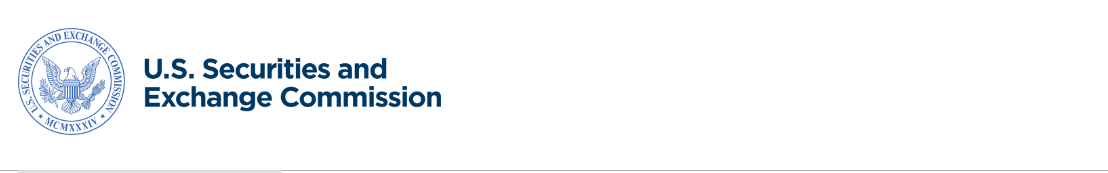 U.S. SECURITIES AND EXCHANGE COMMISSION
MCMXXXIV
U.S. Securities and
Exchange Commission